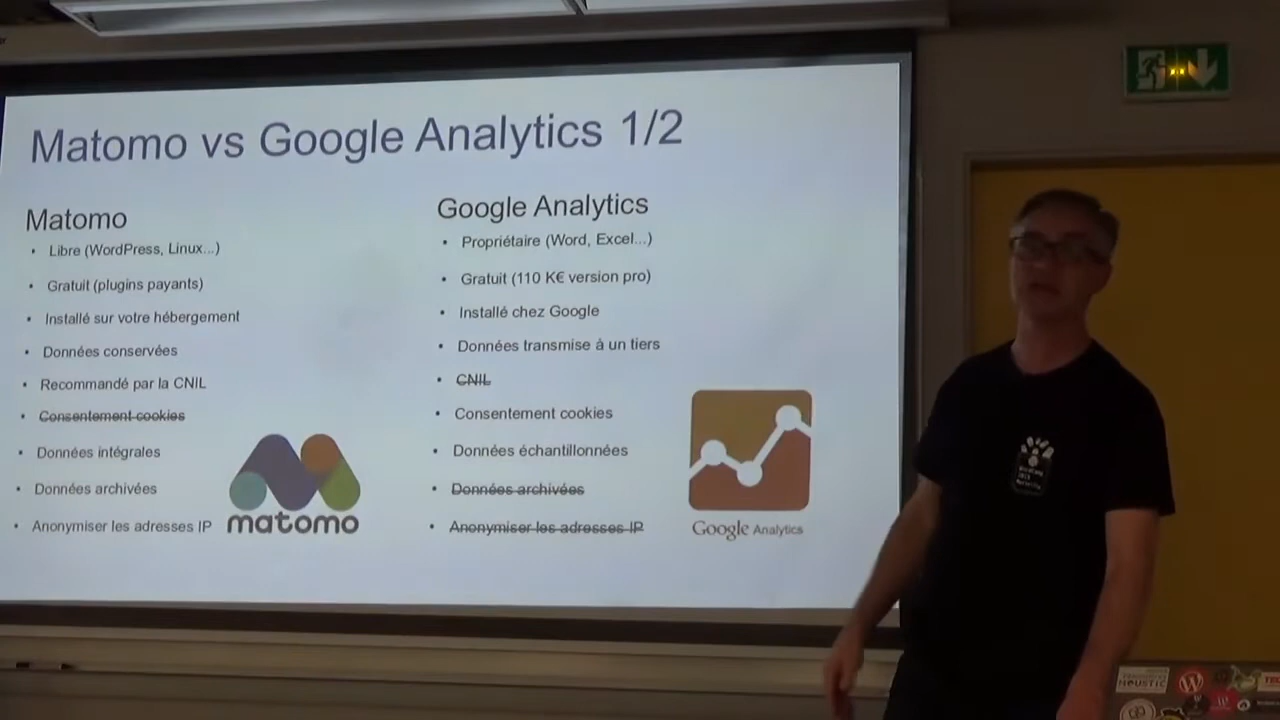 Matomo vs Google Analytics 1/2
Matomo
• Libre (WordPress, Linux...)
• Gratuit (plugins payants)
• Installé sur votre hébergement
• Données conservées
• Recommandé par la CNIL
• Consentement cookies
• Données intégrales
• Données archivées
• Anonymiser les adresses IP
matomo
Google Analytics
• Propriétaire (Word, Excel...)
• Gratuit (110 K€ version pro)
• Installé chez Google
• Données transmise à un tiers
• CNIL
• Consentement cookies
• Données échantillonnées
• Données archivées
• Anonymiser les adresses IP
Google Analytics
MOUSTIC